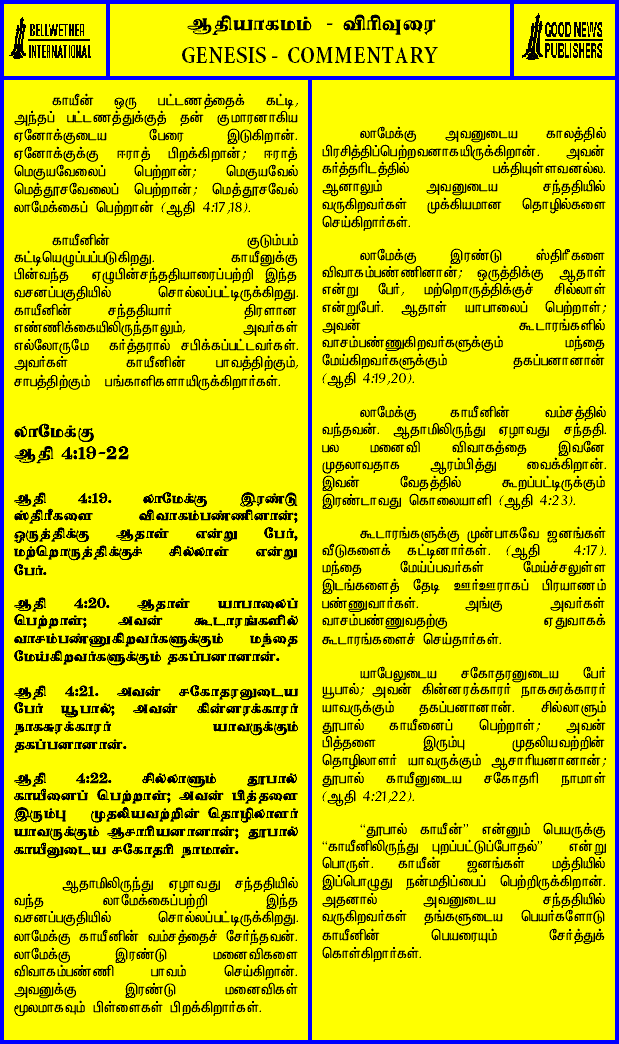 BELLWETHER
INTERNATIONAL
ஆதியாகமம் - விரிவுரை
GENESIS - COMMENTARY
GOOD NEWS
PUBLISHERS
காயீன் ஒரு பட்டணத்தைக் கட்டி,
அந்தப் பட்டணத்துக்குத் தன் குமாரனாகிய
ஏனோக்குடைய பேரை இடுகிறான்.
ஏனோக்குக்கு ஈராத் பிறக்கிறான்; ஈராத்
மெகுயவேலைப் பெற்றான்; மெகுயவேல்
மெத்தூசவேலைப் பெற்றான்; மெத்தூசவேல்
லாமேக்கைப் பெற்றான் (ஆதி 4:17,18).
காயீனின் குடும்பம்
கட்டியெழுப்பப்படுகிறது. காயீனுக்கு
பின்வந்த ஏழுபின்சந்ததியாரைப்பற்றி இந்த
வசனப்பகுதியில் சொல்லப்பட்டிருக்கிறது.
காயீனின் சந்ததியார் திரளான
எண்ணிக்கையிலிருந்தாலும், அவர்கள்
எல்லோருமே கர்த்தரால் சபிக்கப்பட்டவர்கள்.
அவர்கள் காயீனின் பாவத்திற்கும்,
சாபத்திற்கும் பங்காளிகளாயிருக்கிறார்கள்.
லாமேக்கு
ஆதி 4:19-22
ஆதி 4:19. லாமேக்கு இரண்டு
ஸ்திரீகளை விவாகம்பண்ணினான்;
ஒருத்திக்கு ஆதாள் என்று பேர்,
மற்றொருத்திக்குச் சில்லாள் என்று
பேர்.
ஆதி 4:20. ஆதாள் யாபாலைப்
பெற்றாள்; அவன் கூடாரங்களில்
வாசம்பண்ணுகிறவர்களுக்கும் மந்தை
மேய்க்கிறவர்களுக்கும் தகப்பனானான்.
ஆதி 4:21. அவன் சகோதரனுடைய
பேர் யூபால்; அவன் கின்னரக்காரர்
நாகசுரக்காரர் யாவருக்கும்
தகப்பனானான்.
ஆதி 4:22. சில்லாளும் தூபால்
காயீனைப் பெற்றாள்; அவன் பித்தளை
இரும்பு முதலியவற்றின் தொழிலாளர்
யாவருக்கும் ஆசாரியனானான்; தூபால்
காயீனுடைய சகோதரி நாமாள்.
ஆதாமிலிருந்து ஏழாவது சந்ததியில்
வந்த லாமேக்கைப்பற்றி இந்த
வசனப்பகுதியில் சொல்லப்பட்டிருக்கிறது.
லாமேக்கு காயீனின் வம்சத்தைச் சேர்ந்தவன்.
லாமேக்கு இரண்டு மனைவிகளை
விவாகம்பண்ணி பாவம் செய்கிறான்.
அவனுக்கு இரண்டு மனைவிகள்
மூலமாகவும் பிள்ளைகள் பிறக்கிறார்கள்.
லாமேக்கு அவனுடைய காலத்தில்
பிரசித்திப்பெற்றவனாகயிருக்கிறான். அவன்
கர்த்தரிடத்தில் பக்தியுள்ளவனல்ல.
ஆனாலும் அவனுடைய சந்ததியில்
வருகிறவர்கள் முக்கியமான தொழில்களை
செய்கிறார்கள்.
லாமேக்கு இரண்டு ஸ்திரீகளை
விவாகம்பண்ணினான்; ஒருத்திக்கு ஆதாள்
என்று பேர், மற்றொருத்திக்குச் சில்லாள்
என்றுபேர். ஆதாள் யாபாலைப் பெற்றாள்;
அவன் கூடாரங்களில்
வாசம்பண்ணுகிறவர்களுக்கும் மந்தை
மேய்கிறவர்களுக்கும் தகப்பனானான்
(ஆதி 4:19,20).
லாமேக்கு காயீனின் வம்சத்தில்
வந்தவன். ஆதாமிலிருந்து ஏழாவது சந்ததி.
பல மனைவி விவாகத்தை இவனே
முதலாவதாக ஆரம்பித்து வைக்கிறான்.
இவன் வேதத்தில் கூறப்பட்டிருக்கும்
இரண்டாவது கொலையாளி (ஆதி 4:23).
கூடாரங்களுக்கு முன்பாகவே ஜனங்கள்
வீடுகளைக் கட்டினார்கள். (ஆதி 4:17).
மந்தை மேய்ப்பவர்கள் மேய்ச்சலுள்ள
இடங்களைத் தேடி ஊர்ஊராகப் பிரயாணம்
பண்ணுவார்கள். அங்கு அவர்கள்
வாசம்பண்ணுவதற்கு ஏதுவாகக்
கூடாரங்களைச் செய்தார்கள்.
யாபேலுடைய சகோதரனுடைய பேர்
யூபால்; அவன் கின்னரக்காரர் நாகசுரக்காரர்
யாவருக்கும் தகப்பனானான். சில்லாளும்
தூபால் காயீனைப் பெற்றாள்; அவன்
பித்தளை இரும்பு முதலியவற்றின்
தொழிலாளர் யாவருக்கும் ஆசாரியனானான்;
தூபால் காயீனுடைய சகோதரி நாமாள்
(ஆதி 4:21,22).
"தூபால் காயீன்" என்னும் பெயருக்கு
"காயீனிலிருந்து புறப்பட்டுப்போதல்" என்று
பொருள். காயீன் ஜனங்கள் மத்தியில்
இப்பொழுது நன்மதிப்பைப் பெற்றிருக்கிறான்.
அதனால் அவனுடைய சந்ததியில்
வருகிறவர்கள் தங்களுடைய பெயர்களோடு
காயீனின் பெயரையும் சேர்த்துக்
கொள்கிறார்கள்.